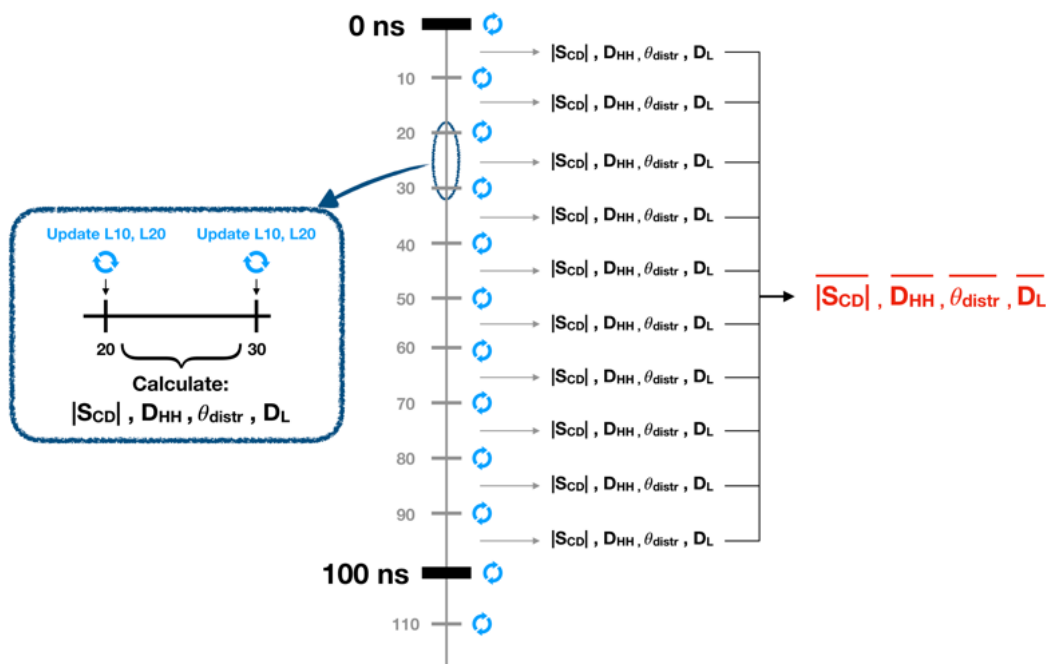 0 ns
|SCD| , DHH , θdistr , DL
10
|SCD| , DHH , θdistr , DL
20
|SCD| , DHH , θdistr , DL
30
|SCD| , DHH , θdistr , DL
40
|SCD| , DHH , θdistr , DL
50
|SCD| , DHH , θdistr , DL
60
|SCD| , DHH , θdistr , DL
70
|SCD| , DHH , θdistr , DL
80
|SCD| , DHH , θdistr , DL
90
|SCD| , DHH , θdistr , DL
100 ns
110
Update L10, L20
Update L10, L20
20
30
Calculate:
|SCD| , DHH , θdistr , DL
|SCD| , DHH , θdistr , DL